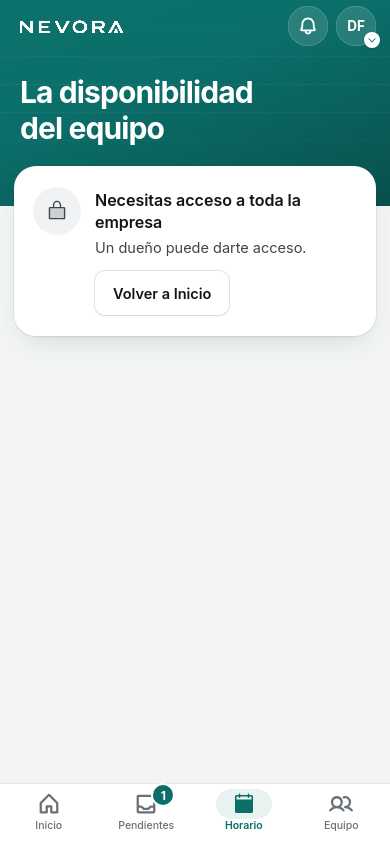 NEVORA
DF
La disponibilidad
del equipo
Necesitas acceso a toda la
empresa
Un dueño puede darte acceso.
Volver a Inicio
1
Inicio
Pendientes
Horario
Equipo